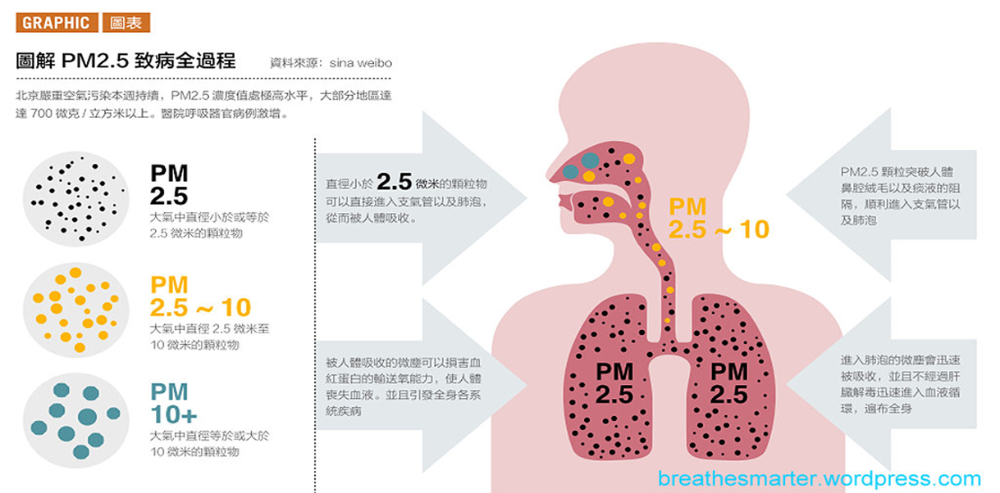 GRAPHIC 圖表
圖解 PM2.5 致病全過程
資料來源：sina weibo
北京嚴重空氣污染本週持續，PM2.5 濃度值處極高水平，大部分地區達
達 700 微克 / 立方米以上。醫院呼吸器官病例激增。
PM
2.5
大氣中直徑小於或等於
2.5 微米的顆粒物
PM
2.5 ~ 10
大氣中直徑 2.5 微米至
10 微米的顆粒物
PM
10+
大氣中直徑等於或大於
10 微米的顆粒物
直徑小於 2.5 微米的顆粒物
可以直接進入支氣管以及肺泡，
從而被人體吸收。
被人體吸收的微塵可以損害血
紅蛋白的輸送氧能力，使人體
喪失血液。並且引發全身各系
統疾病
PM
2.5 ~ 10
PM
2.5
PM
2.5
PM2.5 顆粒突破人體
鼻腔絨毛以及痰液的阻
隔，順利進入支氣管以
及肺泡
進入肺泡的微塵會迅速
被吸收，並且不經過肝
臟解毒迅速進入血液循
環，遍布全身
breathesmarter.wordpress.com